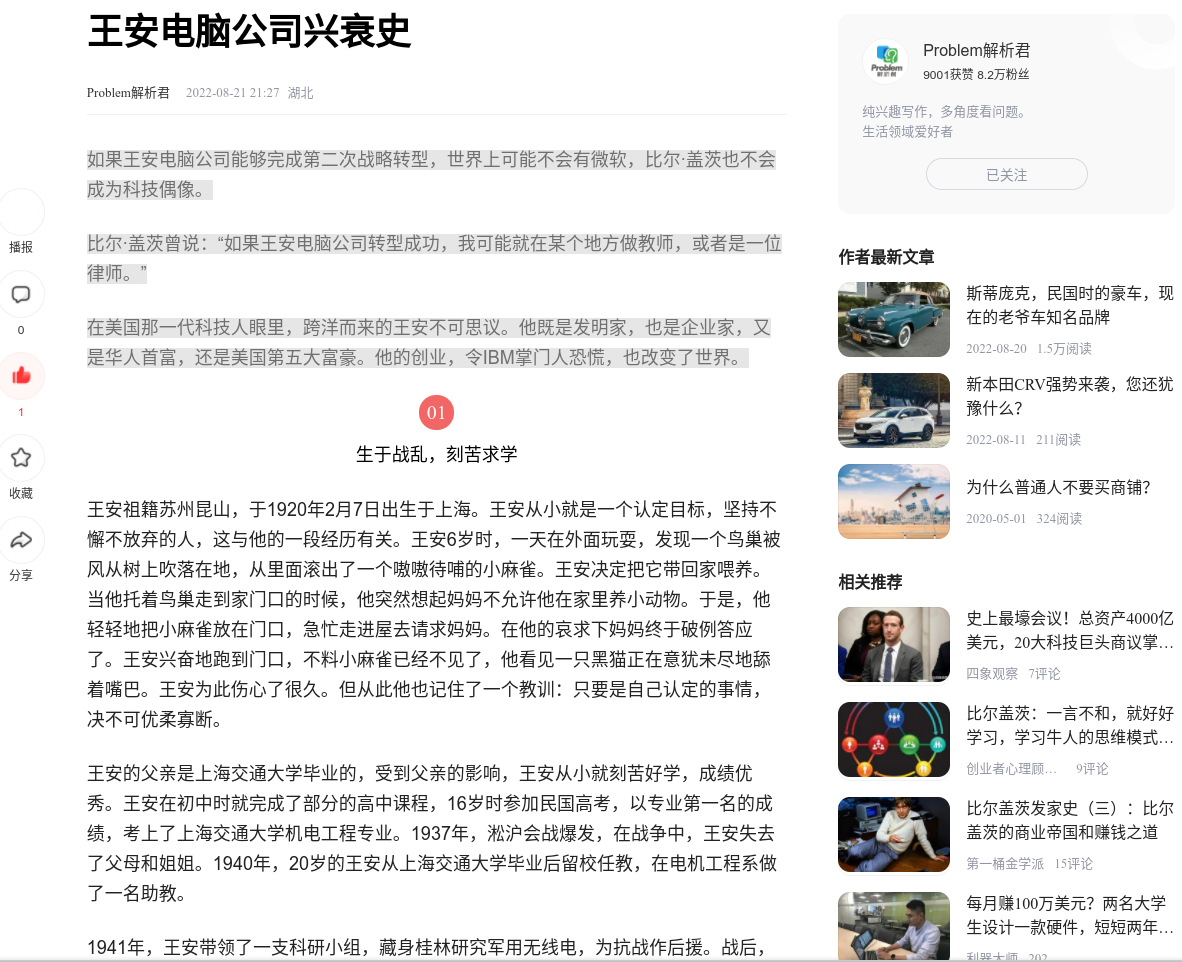 王安电脑公司兴衰史
Problem解析君 2022-08-21 21:27 湖北
如果王安电脑公司能够完成第二次战略转型，世界上可能不会有微软，比尔·盖茨也不会
成为科技偶像。
比尔·盖茨曾说：“如果王安电脑公司转型成功，我可能就在某个地方做教师，或者是一位
律师。”
在美国那一代科技人眼里，跨洋而来的王安不可思议。他既是发明家，也是企业家，又
是华人首富，还是美国第五大富豪。他的创业，令IBM掌门人恐慌，也改变了世界。
01
生于战乱，刻苦求学
王安祖籍苏州昆山，于1920年2月7日出生于上海。王安从小就是一个认定目标，坚持不
懈不放弃的人，这与他的一段经历有关。王安6岁时，一天在外面玩耍，发现一个鸟巢被
风从树上吹落在地，从里面滚出了一个嗷嗷待哺的小麻雀。王安决定把它带回家喂养。
当他托着鸟巢走到家门口的时候，他突然想起妈妈不允许他在家里养小动物。于是，他
轻轻地把小麻雀放在门口，急忙走进屋去请求妈妈。在他的哀求下妈妈终于破例答应
了。王安兴奋地跑到门口，不料小麻雀已经不见了，他看见一只黑猫正在意犹未尽地舔
着嘴巴。王安为此伤心了很久。但从此他也记住了一个教训：只要是自己认定的事情，
决不可优柔寡断。
王安的父亲是上海交通大学毕业的，受到父亲的影响，王安从小就刻苦好学，成绩优
秀。王安在初中时就完成了部分的高中课程，16岁时参加民国高考，以专业第一名的成
绩，考上了上海交通大学机电工程专业。1937年，淞沪会战爆发，在战争中，王安失去
了父母和姐姐。1940年，20岁的王安从上海交通大学毕业后留校任教，在电机工程系做
了一名助教。
1941年，王安带领了一支科研小组，藏身桂林研究军用无线电，为抗战作后援。战后，
播报
0
1
收藏
分享
Problem
解析君
Problem解析君
9001获赞 8.2万粉丝
纯兴趣写作，多角度看问题。
生活领域爱好者
已关注
作者最新文章
斯蒂庞克，民国时的豪车，现
在的老爷车知名品牌
2022-08-20 1.5万阅读
新本田CRV强势来袭，您还犹
豫什么？
2022-08-11 211阅读
为什么普通人不要买商铺？
2020-05-01 324阅读
相关推荐
史上最壕会议！总资产4000亿
美元，20大科技巨头商议掌…
四象观察 7评论
比尔盖茨：一言不和，就好好
学习，学习牛人的思维模式…
创业者心理顾… 9评论
比尔盖茨发家史（三）：比尔
盖茨的商业帝国和赚钱之道
第一桶金学派 15评论
每月赚100万美元？两名大学
生设计一款硬件，短短两年…
利器大师 202